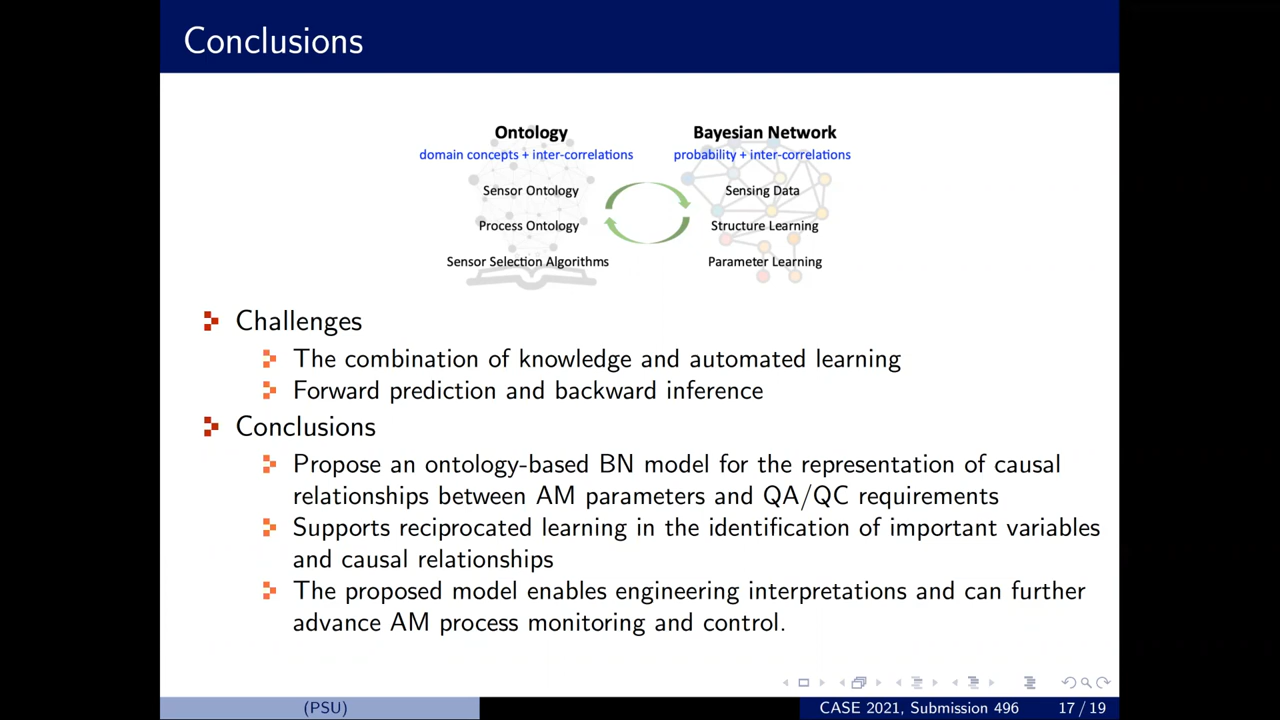 Conclusions
Ontology
domain concepts + inter-correlations
Sensor Ontology
Process Ontology
Sensor Selection Algorithms
Bayesian Network
probability + inter-correlations
Sensing Data
Structure Learning
Parameter Learning
Challenges
The combination of knowledge and automated learning
Forward prediction and backward inference
Conclusions
Propose an ontology-based BN model for the representation of causal
relationships between AM parameters and QA/QC requirements
Supports reciprocated learning in the identification of important variables
and causal relationships
The proposed model enables engineering interpretations and can further
advance AM process monitoring and control.
(PSU)
CASE 2021, Submission 496
17 / 19